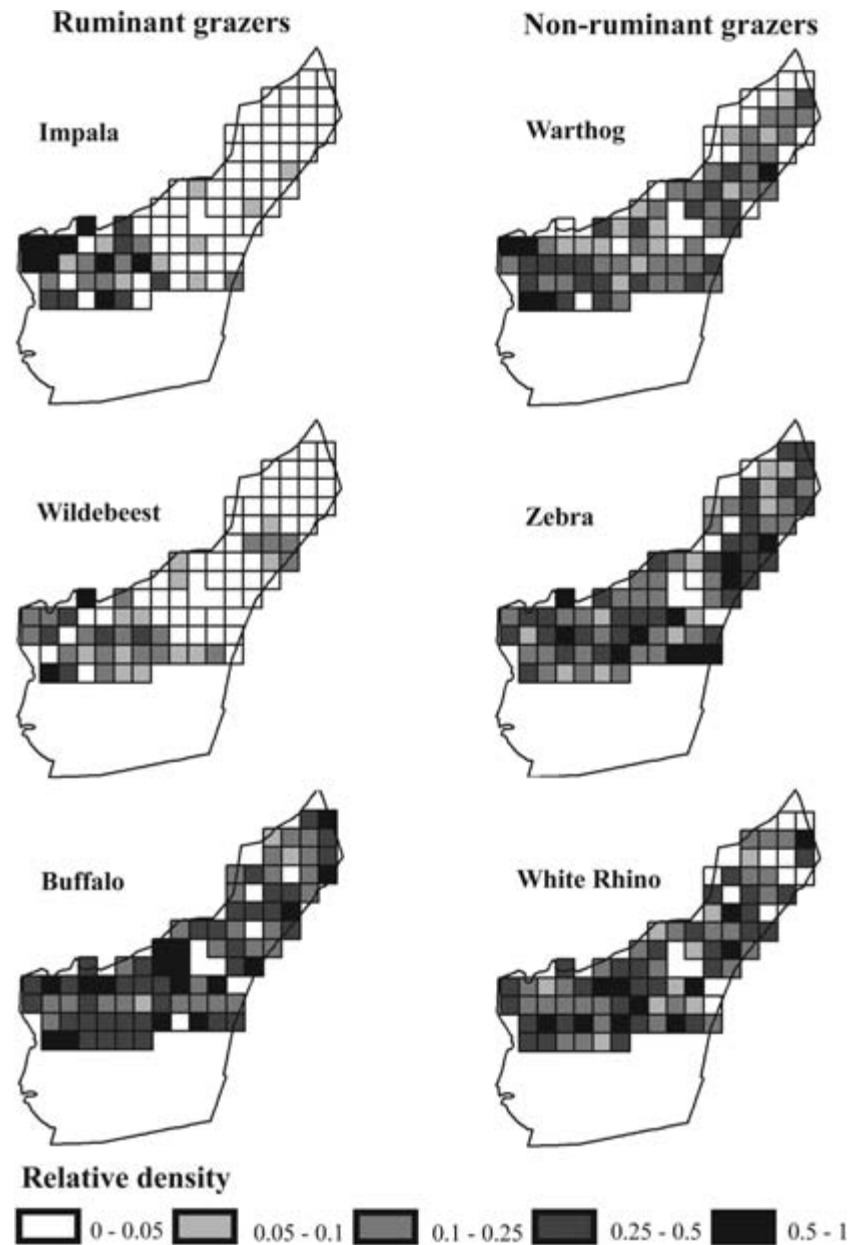 Ruminant grazers Non-ruminant grazers
Impala Warthog
Wildebeest Zebra
Buffalo White Rhino
Relative density
0 - 0.05 0.05 - 0.1 0.1 - 0.25 0.25 - 0.5 0.5 - 1